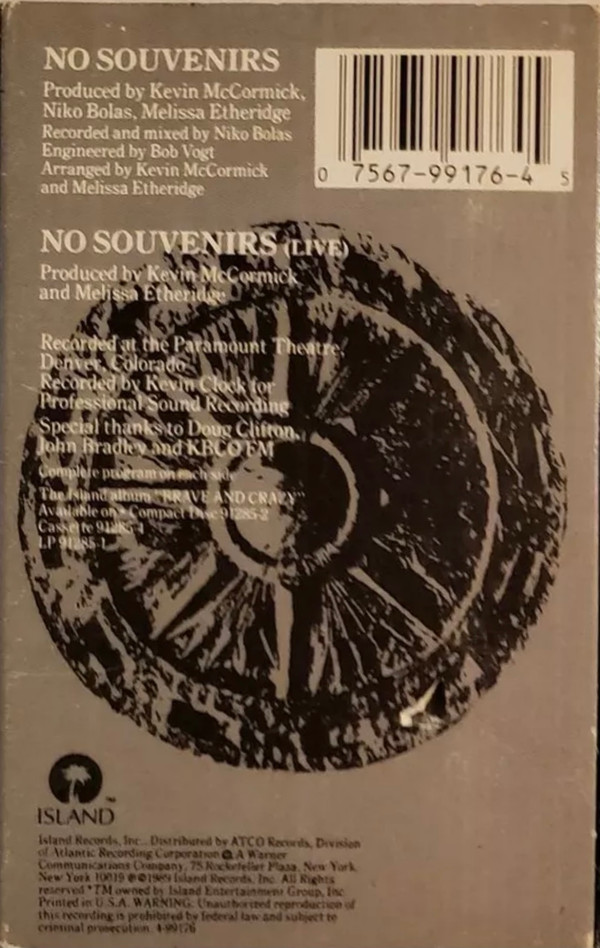 NO SOUVENIRS
Produced by Kevin McCormick,
Niko Bolas, Melissa Etheridge
Recorded and mixed by Niko Bolas
Engineered by Bob Vogt
Arranged by Kevin McCormick
and Melissa Etheridge
0 7567-99176-4 5
NO SOUVENIRS (LIVE)
Produced by Kevin McCormick
and Melissa Etheridge
Recorded at the Paramount Theatre,
Denver, Colorado
Recorded by Kevin Clock for
Professional Sound Recording
Special thanks to Doug Clifton,
John Bradley and KBCO FM
Complete program on each side
The Island album "BRAVE AND CRAZY"
Available on • Compact Disc 91285-2
Cassette 91285-4
LP 91285-1
ISLAND™
Island Records, Inc., Distributed by ATCO Records, Division
of Atlantic Recording Corporation A Warner
Communications Company, 75 Rockefeller Plaza, New York,
New York 10019 ℗©1989 Island Records, Inc. All Rights
reserved *TM owned by Island Entertainment Group, Inc.
Printed in U.S.A. WARNING: Unauthorized reproduction of
this recording is prohibited by federal law and subject to
criminal prosecution. 4-99176